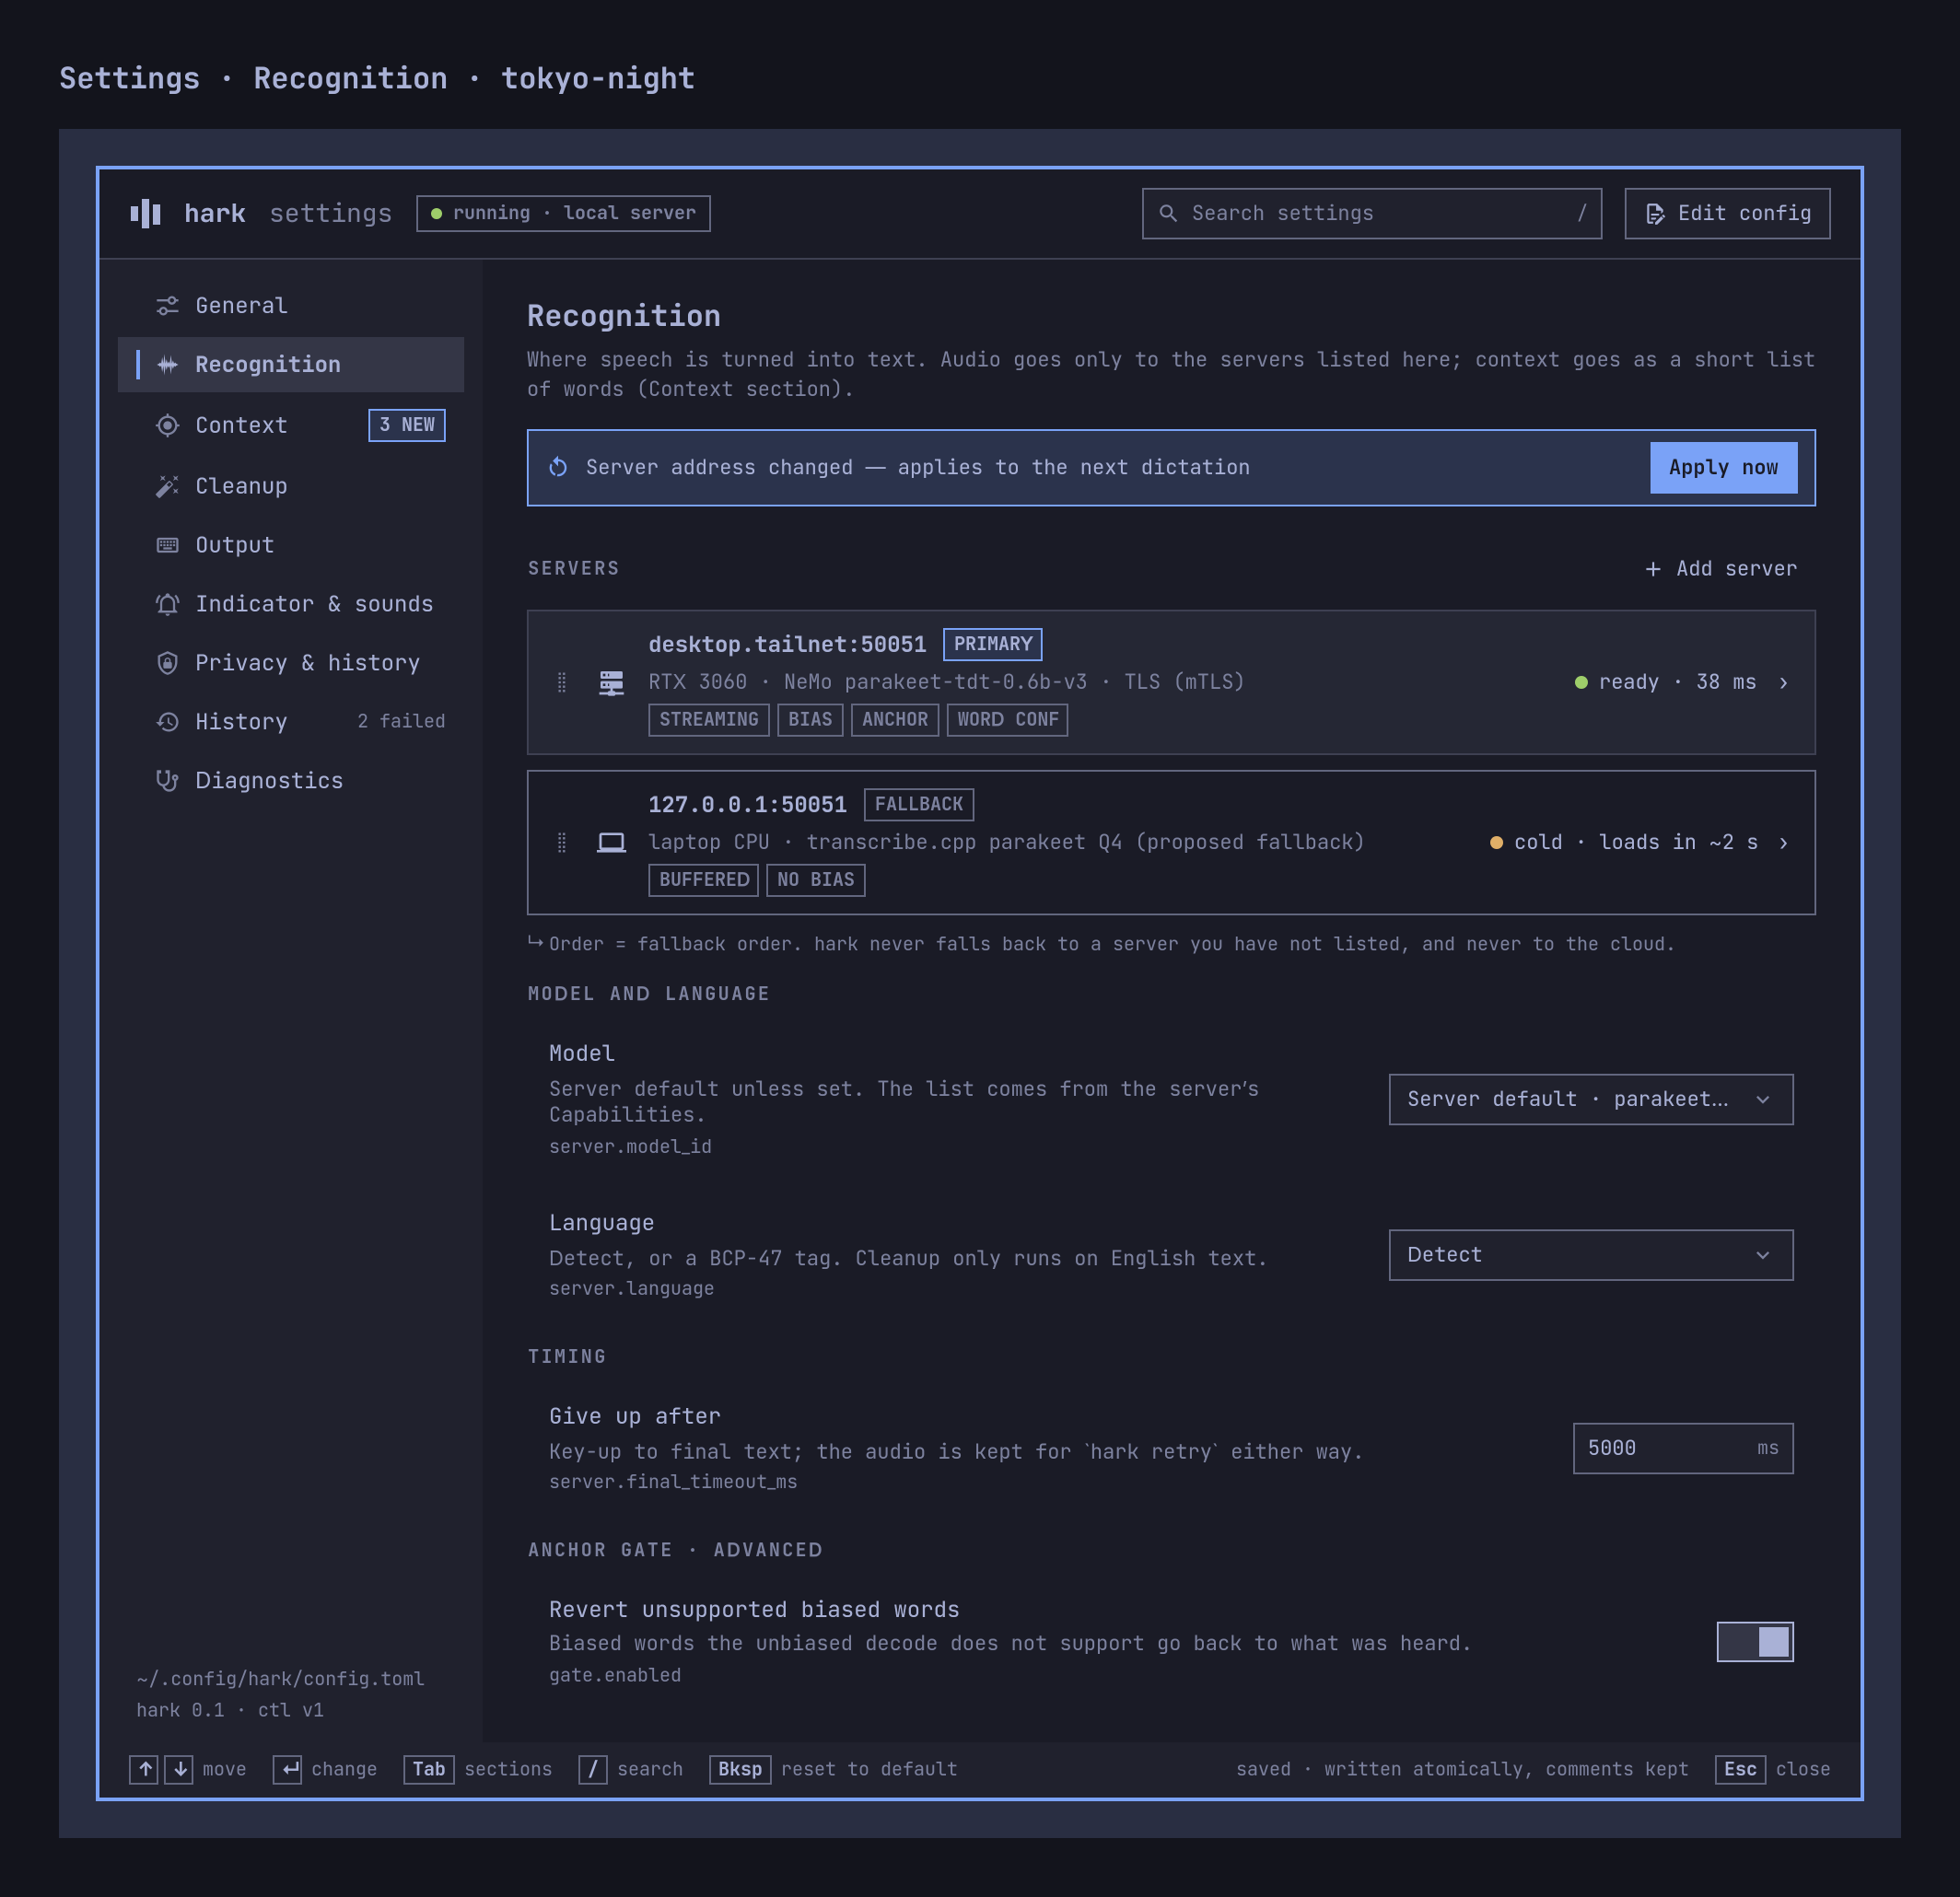 Settings · Recognition · tokyo-night
hark settings
running · local server
Search settings /
Edit config
General
Recognition
Context 3 NEW
Cleanup
Output
Indicator & sounds
Privacy & history
History 2 failed
Diagnostics
~/.config/hark/config.toml
hark 0.1 · ctl v1
Recognition
Where speech is turned into text. Audio goes only to the servers listed here; context goes as a short list
of words (Context section).
Server address changed — applies to the next dictation
Apply now
SERVERS
+ Add server
desktop.tailnet:50051 PRIMARY
RTX 3060 · NeMo parakeet-tdt-0.6b-v3 · TLS (mTLS)
ready · 38 ms ›
STREAMING BIAS ANCHOR WORD CONF
127.0.0.1:50051 FALLBACK
laptop CPU · transcribe.cpp parakeet Q4 (proposed fallback)
cold · loads in ~2 s ›
BUFFERED NO BIAS
↳ Order = fallback order. hark never falls back to a server you have not listed, and never to the cloud.
MODEL AND LANGUAGE
Model
Server default unless set. The list comes from the server’s
Capabilities.
server.model_id
Server default · parakeet…
Language
Detect, or a BCP-47 tag. Cleanup only runs on English text.
server.language
Detect
TIMING
Give up after
Key-up to final text; the audio is kept for `hark retry` either way.
server.final_timeout_ms
5000 ms
ANCHOR GATE · ADVANCED
Revert unsupported biased words
Biased words the unbiased decode does not support go back to what was heard.
gate.enabled
↑ ↓ move ↵ change Tab sections / search Bksp reset to default
saved · written atomically, comments kept Esc close